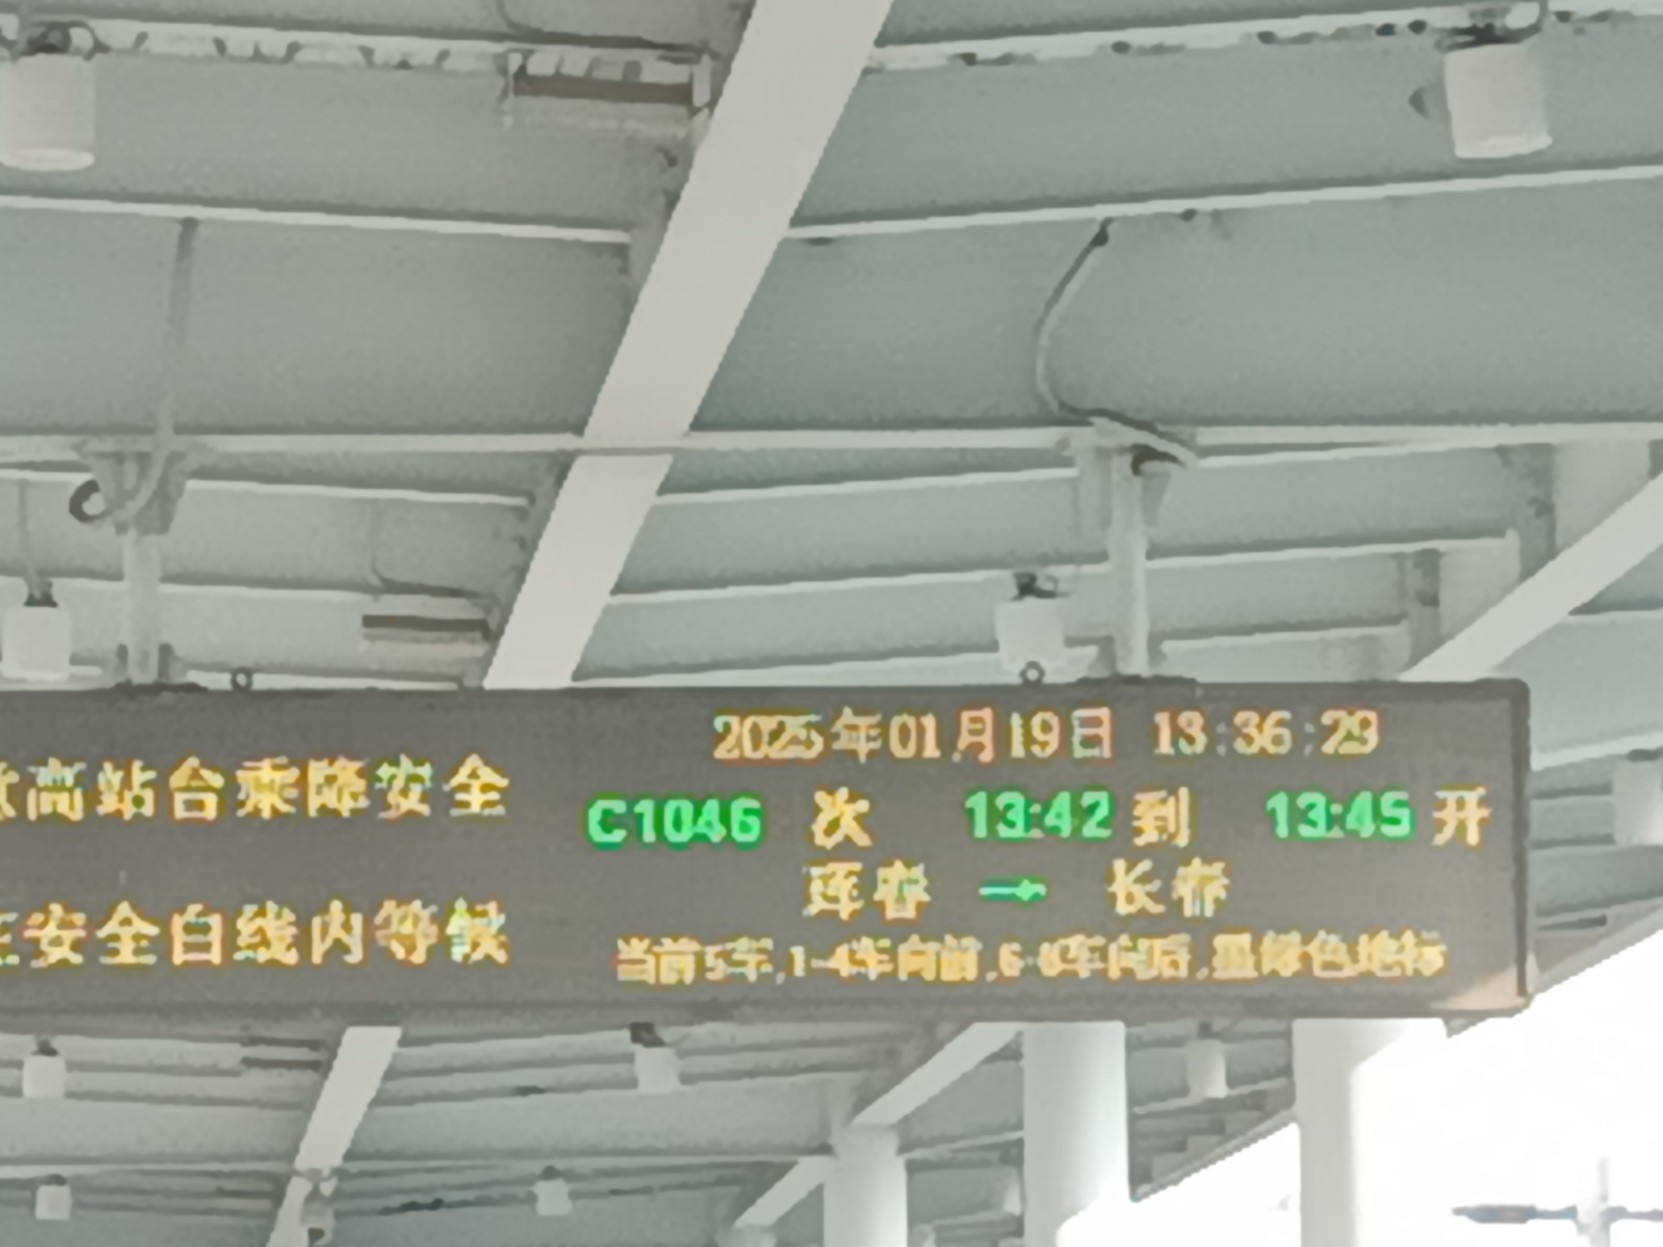 高站台乘降安全
安全白线内等候
2025年01月19日 13:36:29
C1046 次 13:42 到 13:45 开
珲春 → 长春
当前5车,1-4车向前,6-8车向后,墨绿色地标